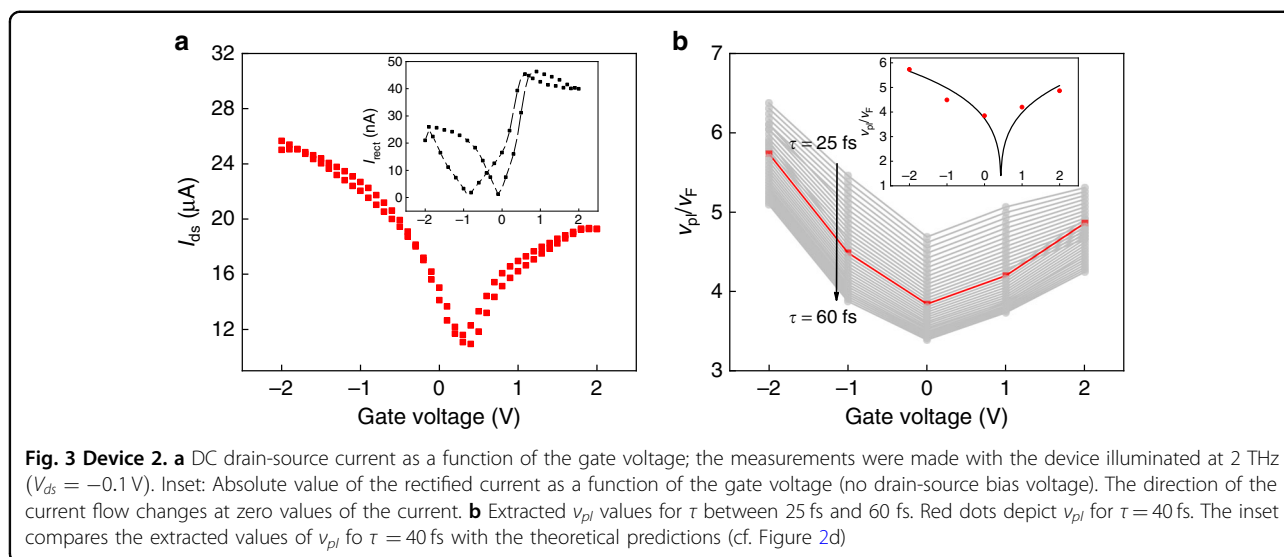 a
32
28
24
20
16
12
I_ds (μA)
−2
−1
0
1
2
Gate voltage (V)
50
40
30
20
10
0
I_rect (nA)
−2
−1
0
1
2
b
7
6
5
4
3
v_pl/v_F
τ = 25 fs
τ = 60 fs
−2
−1
0
1
2
Gate voltage (V)
6
5
4
3
2
1
v_pl/v_F
−2
0
2
Fig. 3 Device 2. a DC drain-source current as a function of the gate voltage; the measurements were made with the device illuminated at 2 THz
(V_ds = −0.1 V). Inset: Absolute value of the rectified current as a function of the gate voltage (no drain-source bias voltage). The direction of the
current flow changes at zero values of the current. b Extracted v_pl values for τ between 25 fs and 60 fs. Red dots depict v_pl for τ = 40 fs. The inset
compares the extracted values of v_pl fo τ = 40 fs with the theoretical predictions (cf. Figure 2d)